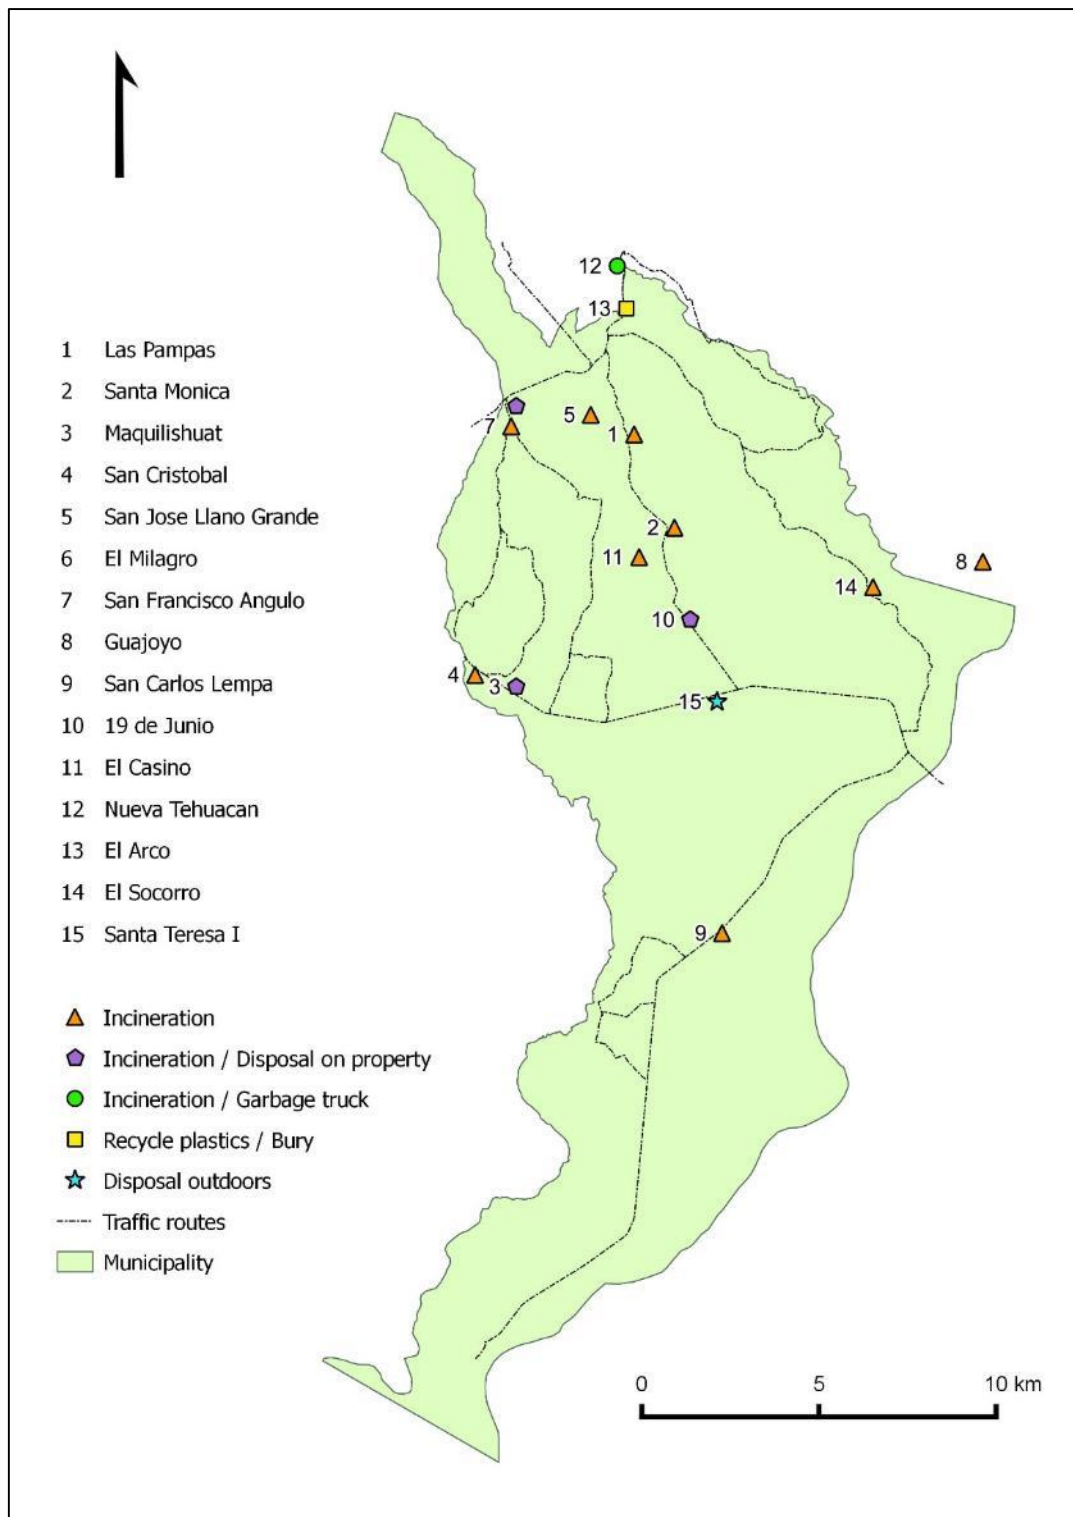 12
13
5
7
1
2
11
8
14
10
4
3
15
9
1 Las Pampas
2 Santa Monica
3 Maquilishuat
4 San Cristobal
5 San Jose Llano Grande
6 El Milagro
7 San Francisco Angulo
8 Guajoyo
9 San Carlos Lempa
10 19 de Junio
11 El Casino
12 Nueva Tehuacan
13 El Arco
14 El Socorro
15 Santa Teresa I
Incineration
Incineration / Disposal on property
Incineration / Garbage truck
Recycle plastics / Bury
Disposal outdoors
Traffic routes
Municipality
0 5 10 km